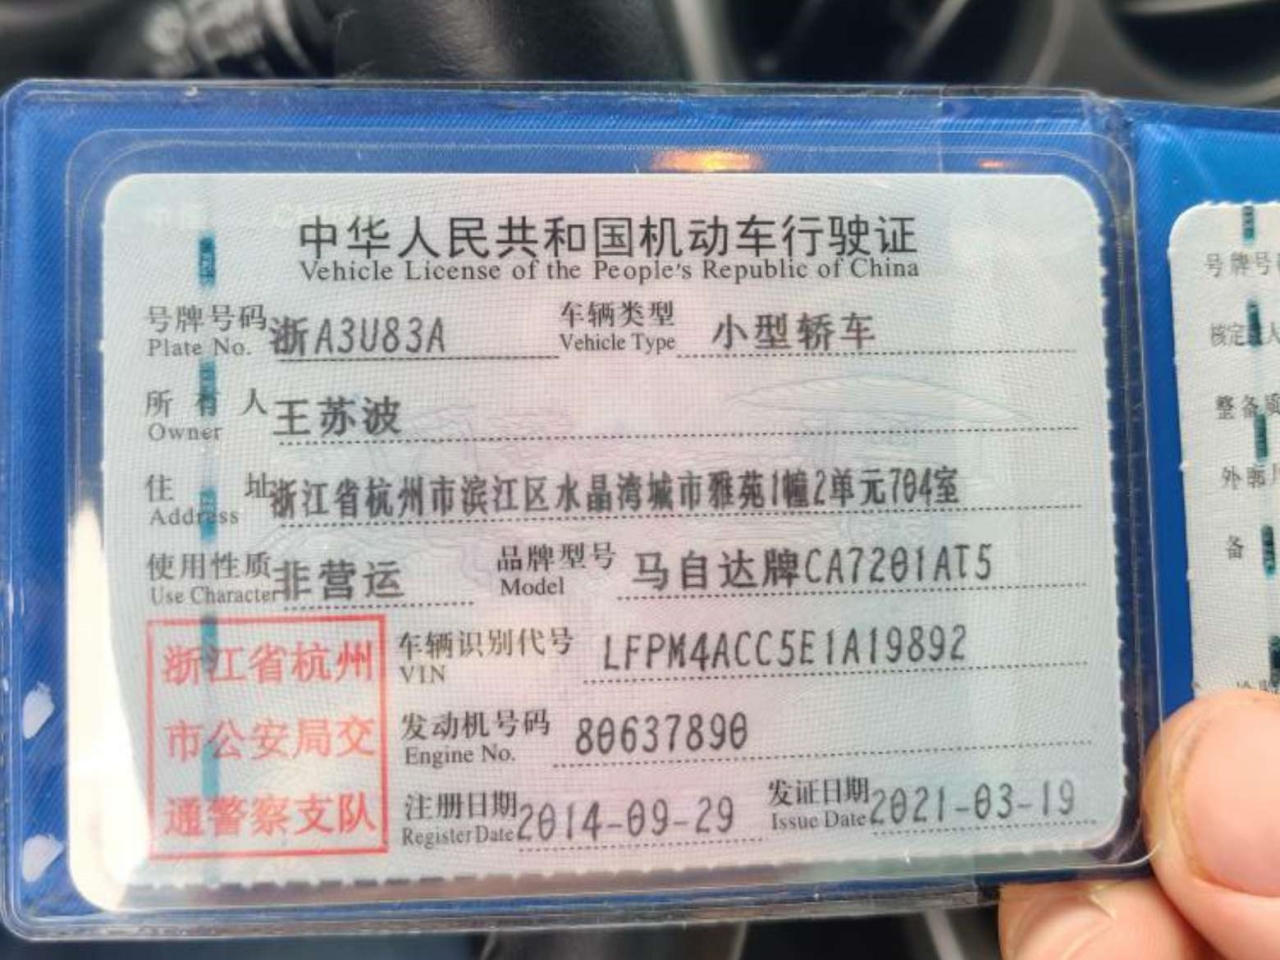 中华人民共和国机动车行驶证
Vehicle License of the People's Republic of China
号牌号码 浙A3U83A 车辆类型 小型轿车
Plate No. Vehicle Type
所有人 王苏波
Owner
住址 浙江省杭州市滨江区水晶湾城市雅苑1幢2单元704室
Address
使用性质 非营运 品牌型号 马自达牌CA7201AT5
Use Character Model
浙江省杭州 车辆识别代号 LFPM4ACC5E1A19892
VIN
市公安局交 发动机号码 80637890
Engine No.
通警察支队 注册日期 2014-09-29 发证日期 2021-03-19
Register Date Issue Date
号牌号
核定
整备质
外廓
备